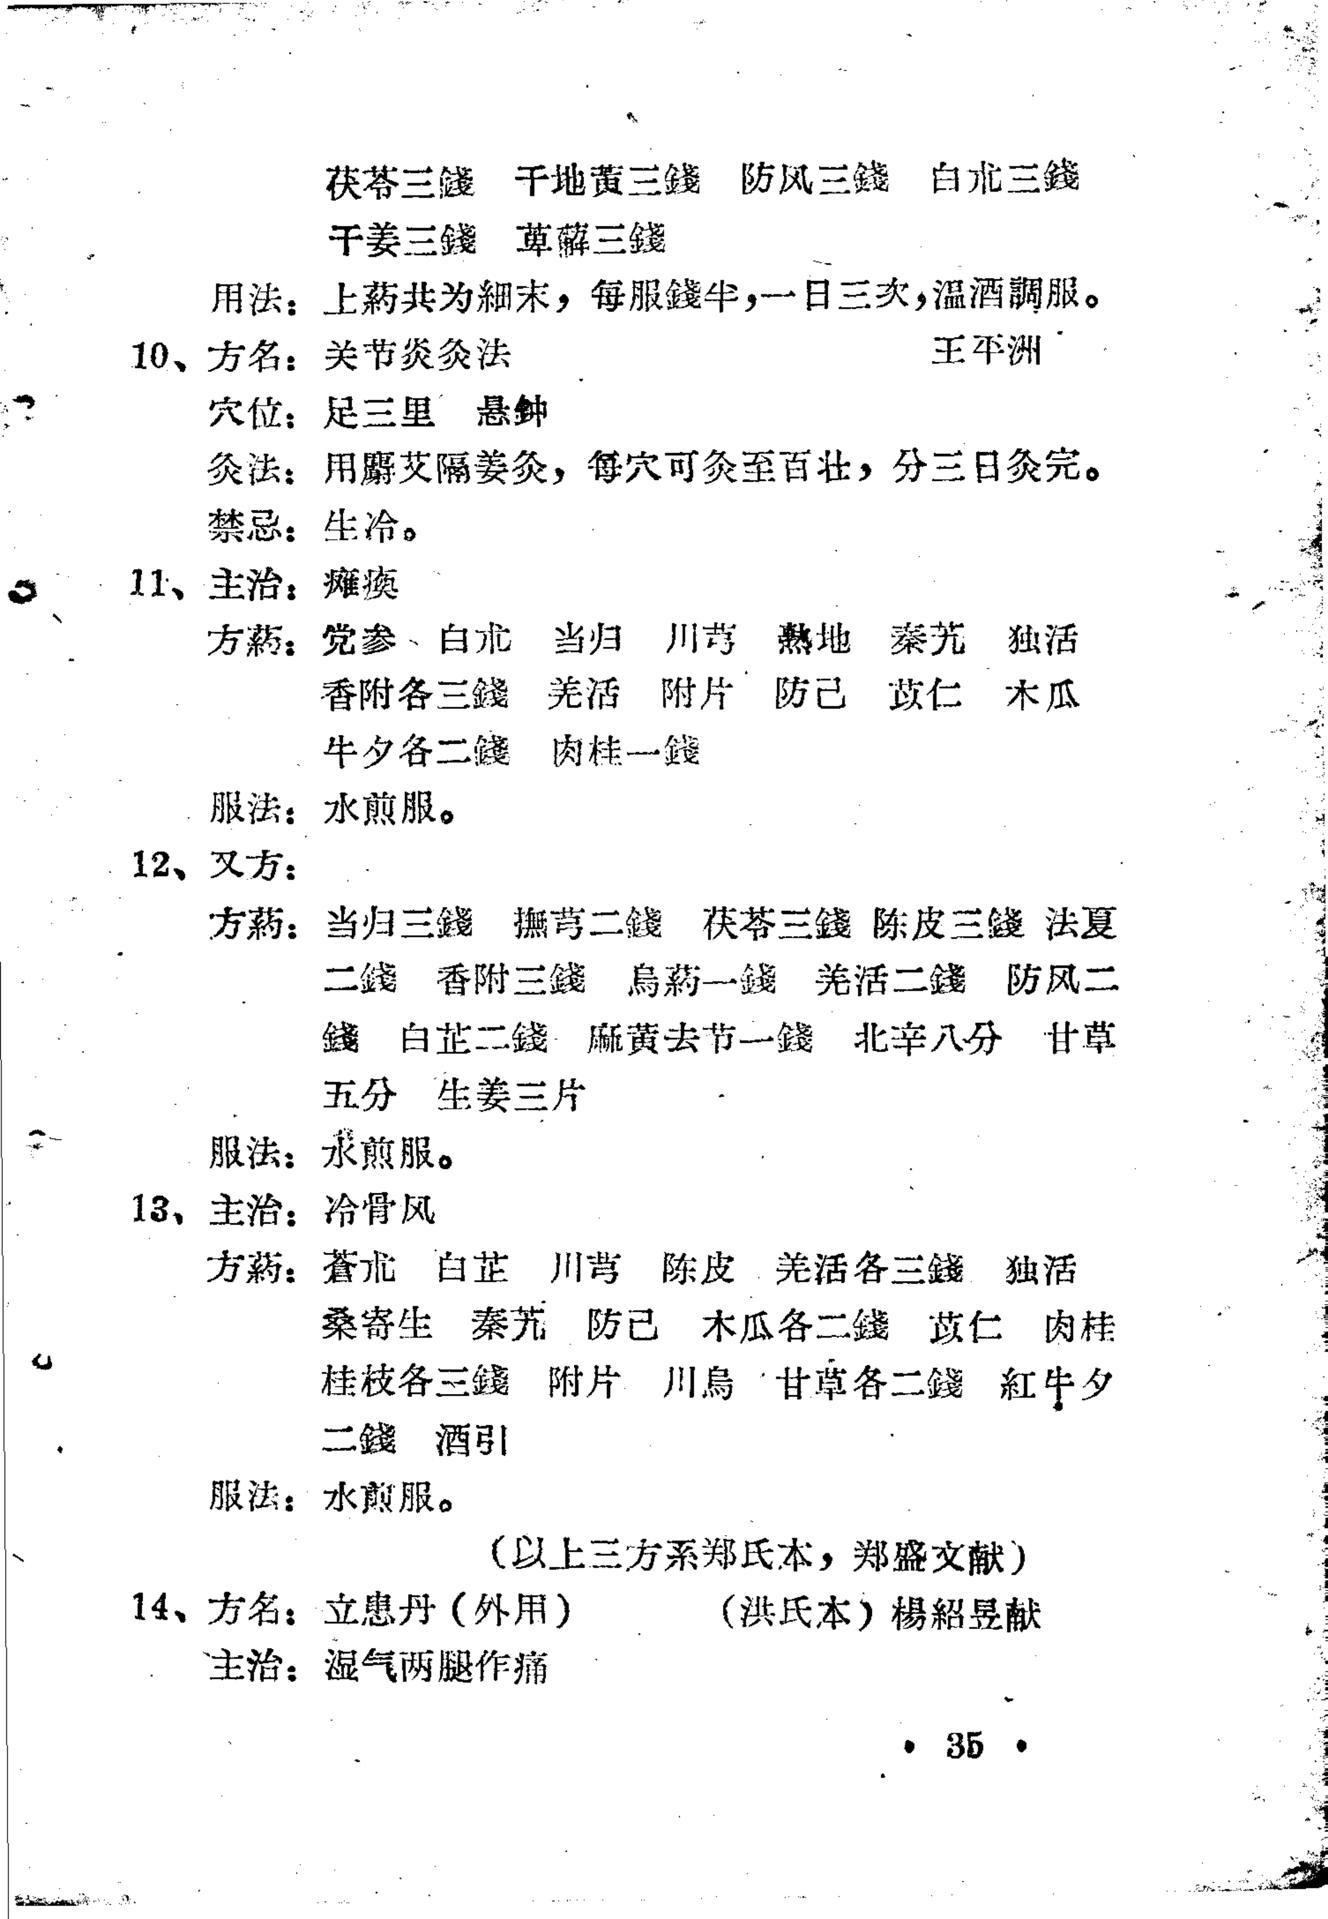 茯苓三錢　干地黄三錢　防风三錢　白朮三錢
干姜三錢　萆薢三錢
用法：上葯共为細末，每服錢半，一日三次，溫酒調服。
10、方名：关节炎灸法　王平洲
穴位：足三里　悬鈡
灸法：用麝艾隔姜灸，每穴可灸至百壮，分三日灸完。
禁忌：生冷。
11、主治：瘫痪
方葯：党参、白朮　当归　川芎　熟地　秦艽　独活
香附各三錢　羌活　附片　防己　苡仁　木瓜
牛夕各二錢　肉桂一錢
服法：水煎服。
12、又方：
方葯：当归三錢　撫芎二錢　茯苓三錢　陈皮三錢　法夏
二錢　香附三錢　烏葯一錢　羌活二錢　防风二
錢　白芷二錢　麻黄去节一錢　北辛八分　甘草
五分　生姜三片
服法：水煎服。
13、主治：冷骨风
方葯：蒼朮　白芷　川芎　陈皮　羌活各三錢　独活
桑寄生　秦艽　防己　木瓜各二錢　苡仁　肉桂
桂枝各三錢　附片　川烏　甘草各二錢　紅牛夕
二錢　酒引
服法：水煎服。
（以上三方系郑氏本，郑盛文献）
14、方名：立患丹（外用）　（洪氏本）楊紹昱献
主治：湿气两腿作痛
• 35 •